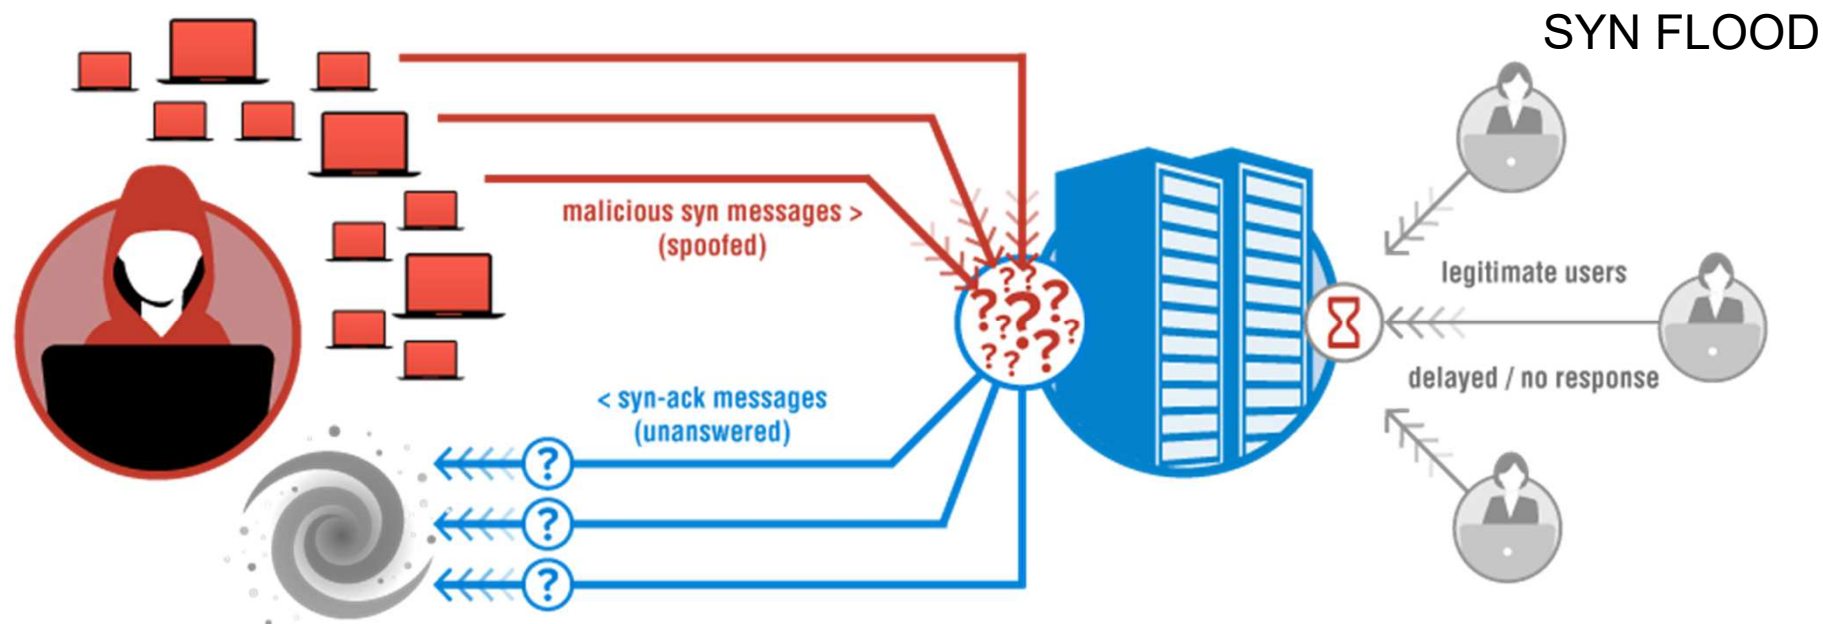 SYN FLOOD
malicious syn messages >
(spoofed)
legitimate users
delayed / no response
< syn-ack messages
(unanswered)
? ? ? ? ? ? ? ? ? ?
?
?
?